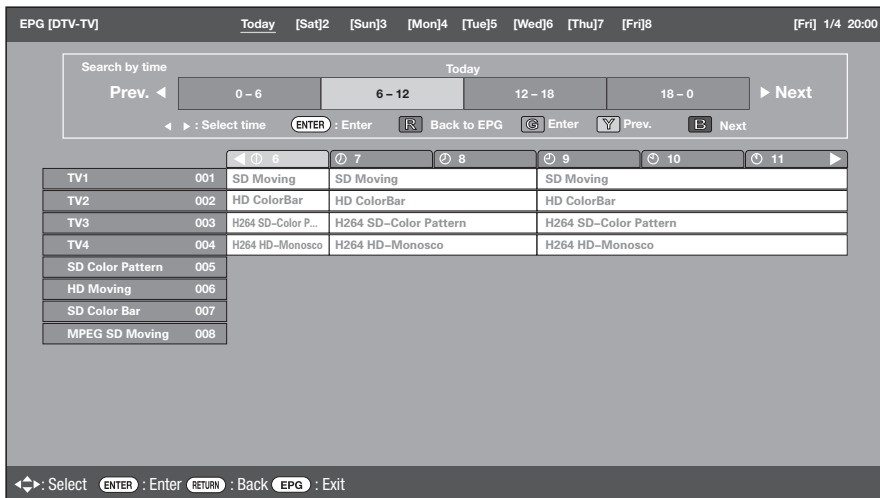 EPG [DTV-TV] Today [Sat]2 [Sun]3 [Mon]4 [Tue]5 [Wed]6 [Thu]7 [Fri]8 [Fri] 1/4 20:00
Search by time Today
Prev. ◀ 0 – 6 6 – 12 12 – 18 18 – 0 ▶ Next
◀ ▶ : Select time ENTER : Enter R Back to EPG G Enter Y Prev. B Next
◀ 6 7 8 9 10 11 ▶
TV1 001 SD Moving SD Moving SD Moving
TV2 002 HD ColorBar HD ColorBar HD ColorBar
TV3 003 H264 SD–Color P... H264 SD–Color Pattern H264 SD–Color Pattern
TV4 004 H264 HD–Monosco H264 HD–Monosco H264 HD–Monosco
SD Color Pattern 005
HD Moving 006
SD Color Bar 007
MPEG SD Moving 008
: Select ENTER : Enter RETURN : Back EPG : Exit